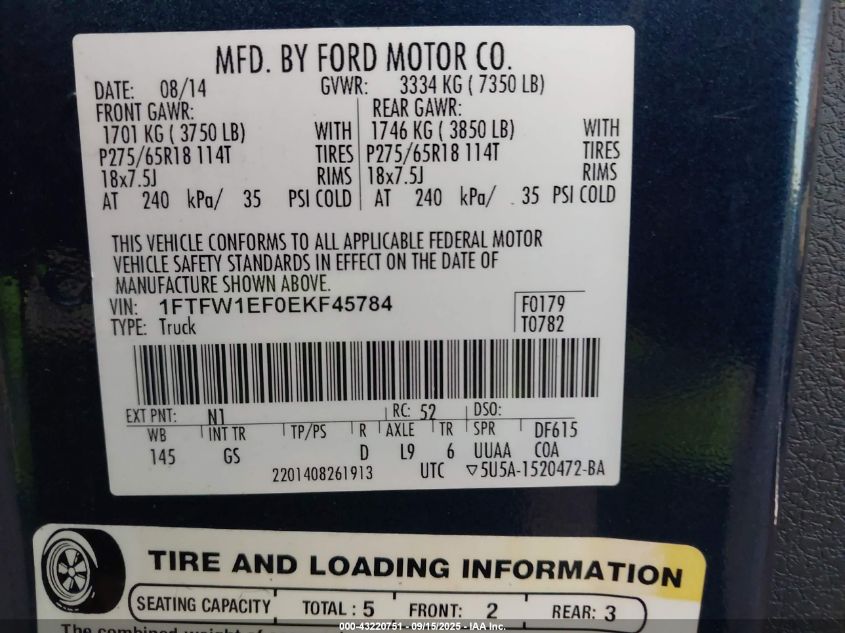 MFD. BY FORD MOTOR CO.
DATE: 08/14 GVWR: 3334 KG ( 7350 LB)
FRONT GAWR: REAR GAWR:
1701 KG ( 3750 LB) WITH 1746 KG ( 3850 LB) WITH
P275/65R18 114T TIRES P275/65R18 114T TIRES
18x7.5J RIMS 18x7.5J RIMS
AT 240 kPa/ 35 PSI COLD AT 240 kPa/ 35 PSI COLD
THIS VEHICLE CONFORMS TO ALL APPLICABLE FEDERAL MOTOR
VEHICLE SAFETY STANDARDS IN EFFECT ON THE DATE OF
MANUFACTURE SHOWN ABOVE.
VIN: 1FTFW1EF0EKF45784 F0179
TYPE: Truck T0782
EXT PNT: N1 RC: 52 DSO:
WB INT TR TP/PS R AXLE TR SPR DF615
145 GS D L9 6 UUAA COA
2201408261913 UTC ▽5U5A-1520472-BA
TIRE AND LOADING INFORMATION
SEATING CAPACITY TOTAL : 5 FRONT: 2 REAR: 3
The combined weight of
000-43220751 — 09/15/2025 — IAA Inc.